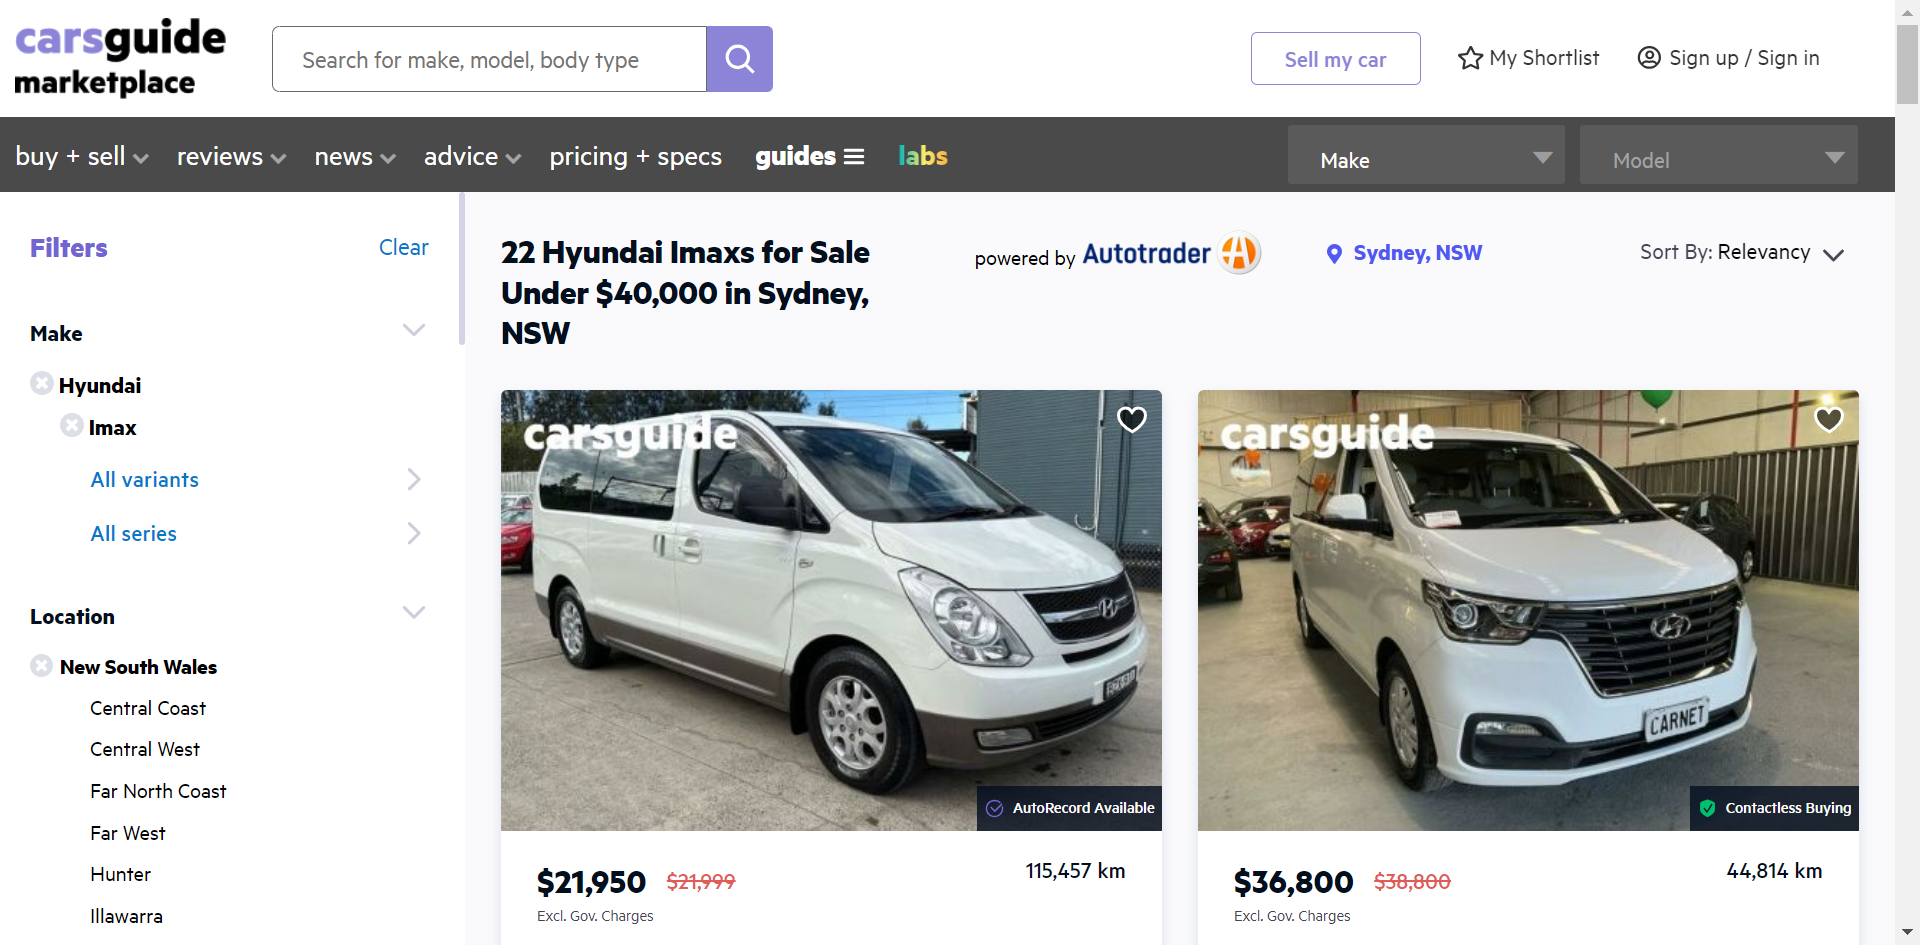 carsguide
marketplace
Search for make, model, body type
Sell my car
My Shortlist
Sign up / Sign in
buy + sell
reviews
news
advice
pricing + specs
guides
labs
Make
Model
Filters
Clear
Make
Hyundai
Imax
All variants
All series
Location
New South Wales
Central Coast
Central West
Far North Coast
Far West
Hunter
Illawarra
22 Hyundai Imaxs for Sale
Under $40,000 in Sydney,
NSW
powered by Autotrader
Sydney, NSW
Sort By: Relevancy
carsguide
AutoRecord Available
$21,950 $21,999
115,457 km
Excl. Gov. Charges
carsguide
CARNET
Contactless Buying
$36,800 $38,800
44,814 km
Excl. Gov. Charges